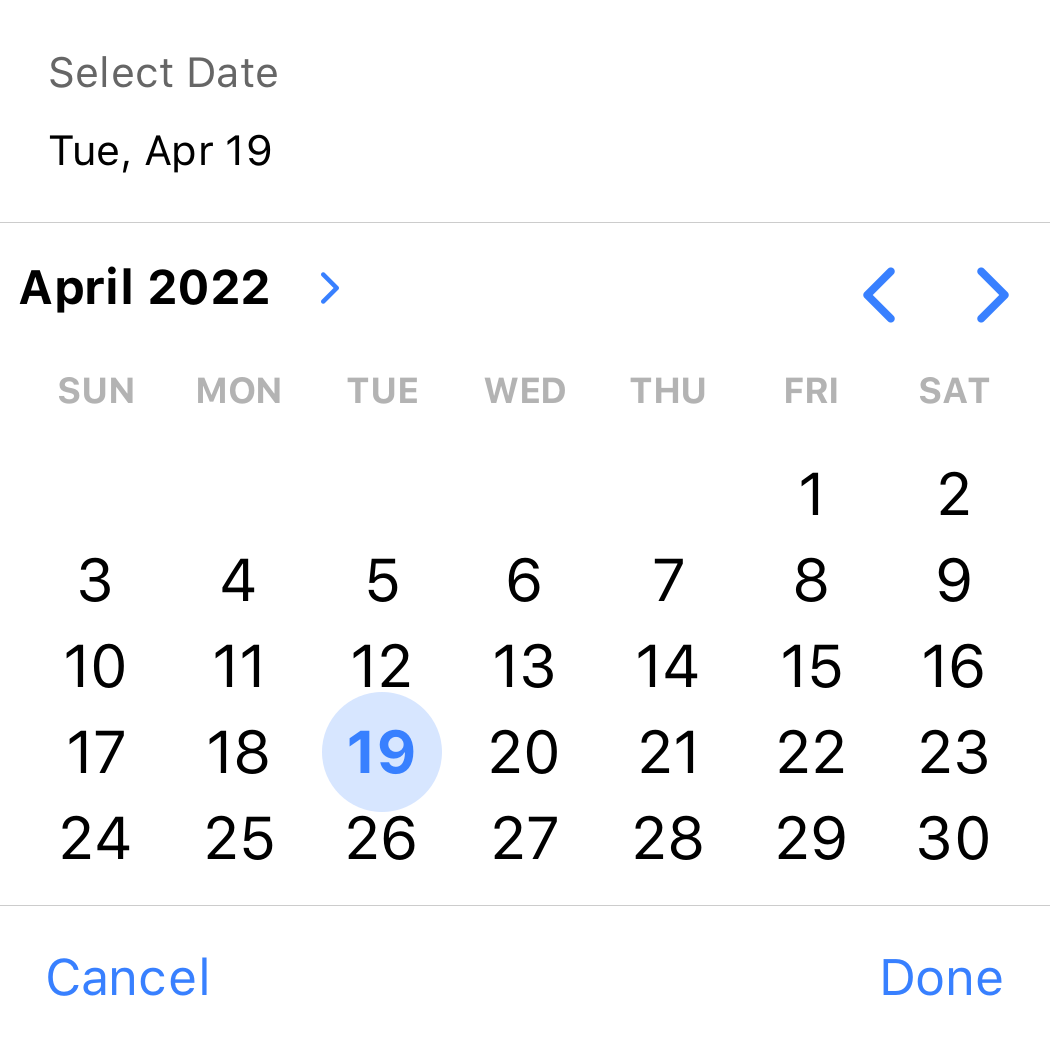 Select Date
Tue, Apr 19
April 2022
SUN MON TUE WED THU FRI SAT
1 2
3 4 5 6 7 8 9
10 11 12 13 14 15 16
17 18 19 20 21 22 23
24 25 26 27 28 29 30
Cancel Done